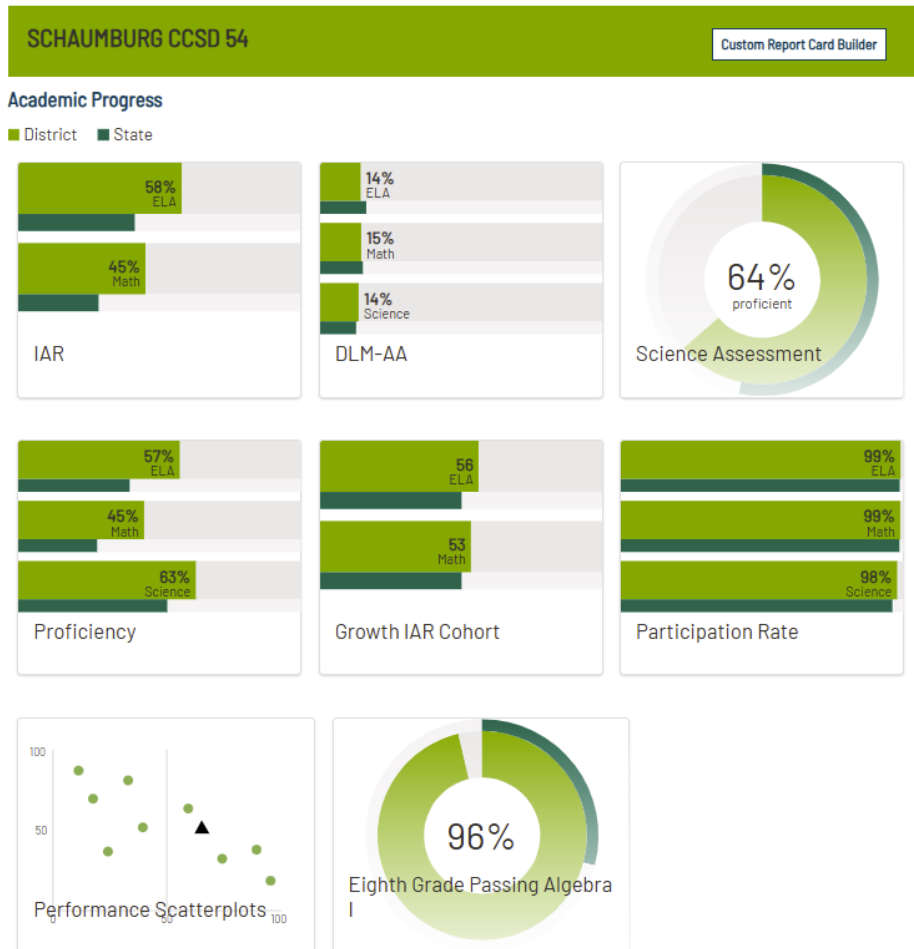 SCHAUMBURG CCSD 54
Custom Report Card Builder
Academic Progress
District
State
58%
ELA
45%
Math
IAR
14%
ELA
15%
Math
14%
Science
DLM-AA
64%
proficient
Science Assessment
57%
ELA
45%
Math
63%
Science
Proficiency
56
ELA
53
Math
Growth IAR Cohort
99%
ELA
99%
Math
98%
Science
Participation Rate
100
50
0
50
100
Performance Scatterplots
96%
Eighth Grade Passing Algebra
I